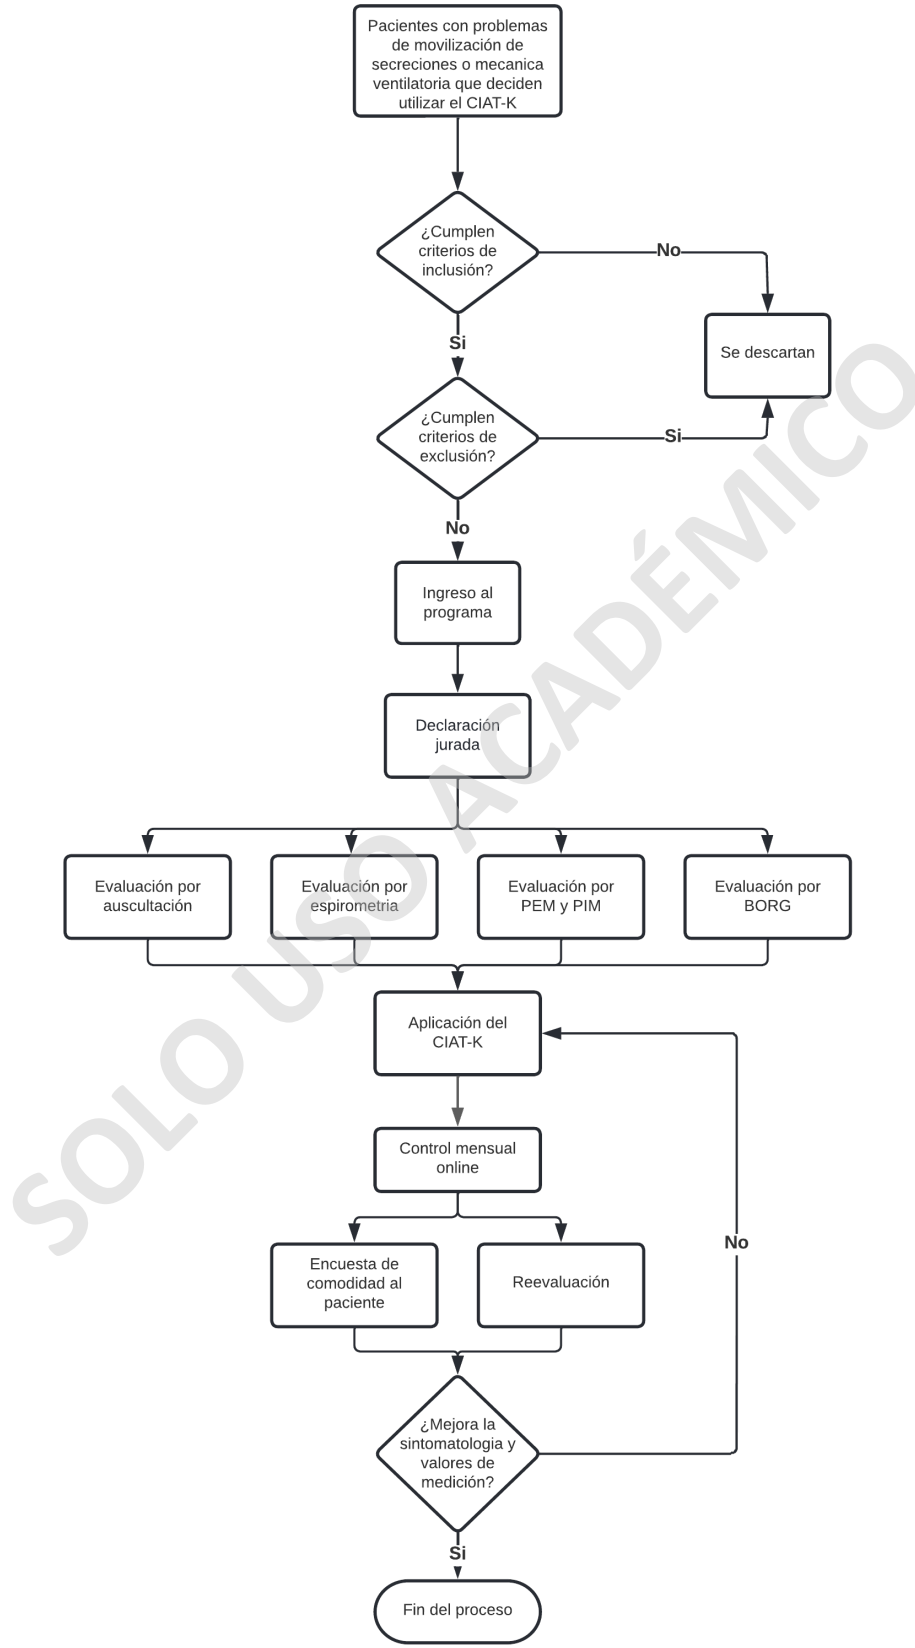 Pacientes con problemas
de movilización de
secreciones o mecanica
ventilatoria que deciden
utilizar el CIAT-K
¿Cumplen
criterios de
inclusión?
No
Se descartan
Si
¿Cumplen
criterios de
exclusión?
Si
No
Ingreso al
programa
Declaración
jurada
Evaluación por
auscultación
Evaluación por
espirometria
Evaluación por
PEM y PIM
Evaluación por
BORG
Aplicación del
CIAT-K
Control mensual
online
Encuesta de
comodidad al
paciente
Reevaluación
No
¿Mejora la
sintomatologia y
valores de
medición?
Si
Fin del proceso
SOLO USO ACADÉMICO